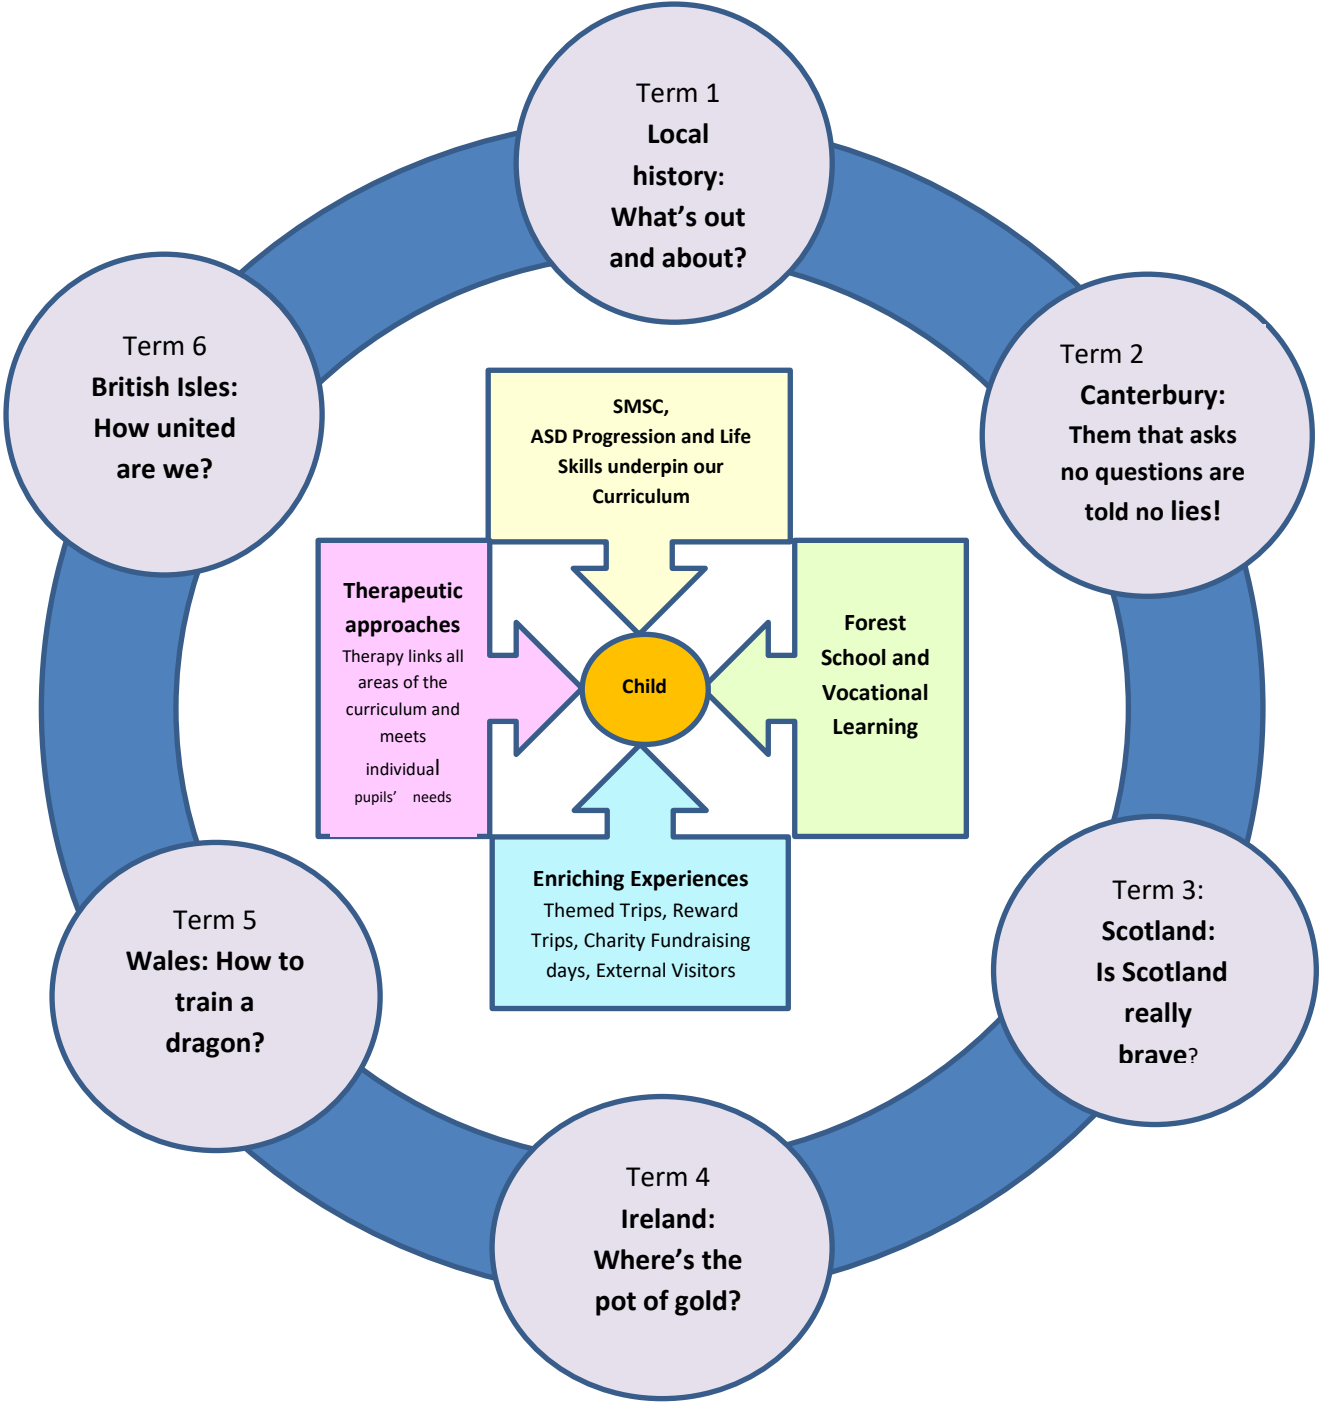 Term 1
Local
history:
What's out
and about?
Term 2
Canterbury:
Them that asks
no questions are
told no lies!
Term 3:
Scotland:
Is Scotland
really
brave?
Term 4
Ireland:
Where's the
pot of gold?
Term 5
Wales: How to
train a
dragon?
Term 6
British Isles:
How united
are we?
SMSC,
ASD Progression and Life
Skills underpin our
Curriculum
Therapeutic
approaches
Therapy links all
areas of the
curriculum and
meets
individual
pupils' needs
Child
Forest
School and
Vocational
Learning
Enriching Experiences
Themed Trips, Reward
Trips, Charity Fundraising
days, External Visitors